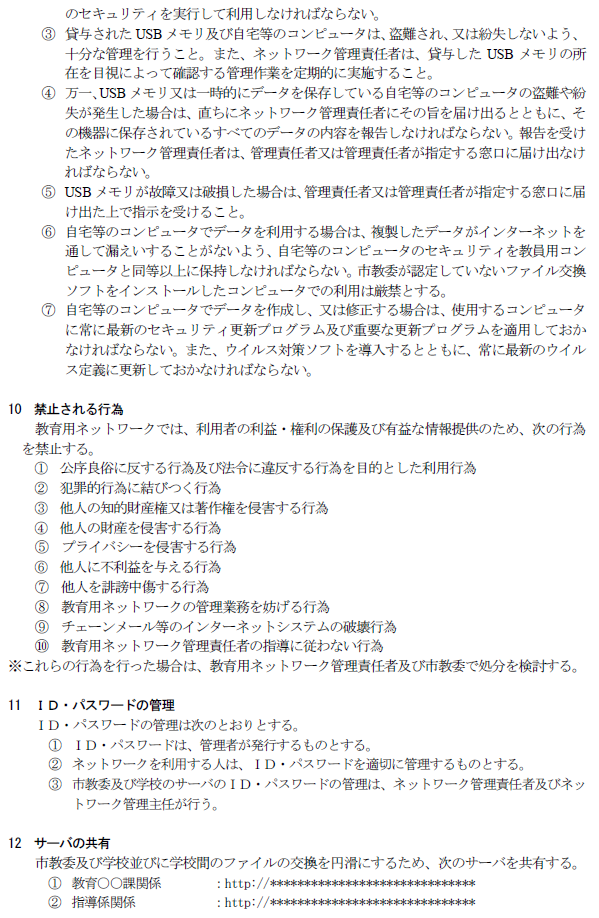 のセキュリティを実行して利用しなければならない。
③ 貸与されたUSBメモリ及び自宅等のコンピュータは、盗難され、又は紛失しないよう、
十分な管理を行うこと。また、ネットワーク管理責任者は、貸与した USB メモリの所
在を目視によって確認する管理作業を定期的に実施すること。
④ 万一、USBメモリ又は一時的にデータを保存している自宅等のコンピュータの盗難や紛
失が発生した場合は、直ちにネットワーク管理責任者にその旨を届け出るとともに、そ
の機器に保存されているすべてのデータの内容を報告しなければならない。報告を受け
たネットワーク管理責任者は、管理責任者又は管理責任者が指定する窓口に届け出なけ
ればならない。
⑤ USBメモリが故障又は破損した場合は、管理責任者又は管理責任者が指定する窓口に届
け出た上で指示を受けること。
⑥ 自宅等のコンピュータでデータを利用する場合は、複製したデータがインターネットを
通して漏えいすることがないよう、自宅等のコンピュータのセキュリティを教員用コン
ピュータと同等以上に保持しなければならない。市教委が認定していないファイル交換
ソフトをインストールしたコンピュータでの利用は厳禁とする。
⑦ 自宅等のコンピュータでデータを作成し、又は修正する場合は、使用するコンピュータ
に常に最新のセキュリティ更新プログラム及び重要な更新プログラムを適用しておか
なければならない。また、ウイルス対策ソフトを導入するとともに、常に最新のウイル
ス定義に更新しておかなければならない。
10 禁止される行為
教育用ネットワークでは、利用者の利益・権利の保護及び有益な情報提供のため、次の行為
を禁止する。
① 公序良俗に反する行為及び法令に違反する行為を目的とした利用行為
② 犯罪的行為に結びつく行為
③ 他人の知的財産権又は著作権を侵害する行為
④ 他人の財産を侵害する行為
⑤ プライバシーを侵害する行為
⑥ 他人に不利益を与える行為
⑦ 他人を誹謗中傷する行為
⑧ 教育用ネットワークの管理業務を妨げる行為
⑨ チェーンメール等のインターネットシステムの破壊行為
⑩ 教育用ネットワーク管理責任者の指導に従わない行為
※これらの行為を行った場合は、教育用ネットワーク管理責任者及び市教委で処分を検討する。
11 ＩＤ・パスワードの管理
ＩＤ・パスワードの管理は次のとおりとする。
① ＩＤ・パスワードは、管理者が発行するものとする。
② ネットワークを利用する人は、ＩＤ・パスワードを適切に管理するものとする。
③ 市教委及び学校のサーバのＩＤ・パスワードの管理は、ネットワーク管理責任者及びネッ
トワーク管理主任が行う。
12 サーバの共有
市教委及び学校並びに学校間のファイルの交換を円滑にするため、次のサーバを共有する。
① 教育〇〇課関係 ：http://******************************
② 指導係関係 ：http://******************************